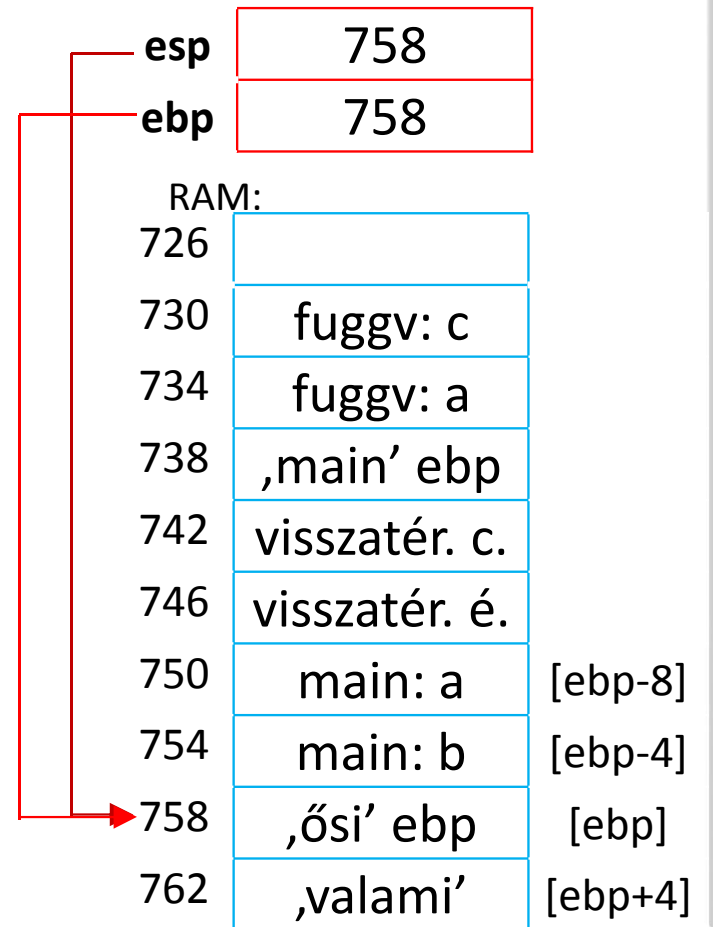 esp 758
ebp 758
RAM:
726
730 fuggv: c
734 fuggv: a
738 ‚main’ ebp
742 visszatér. c.
746 visszatér. é.
750 main: a [ebp-8]
754 main: b [ebp-4]
758 ‚ősi’ ebp [ebp]
762 ‚valami’ [ebp+4]